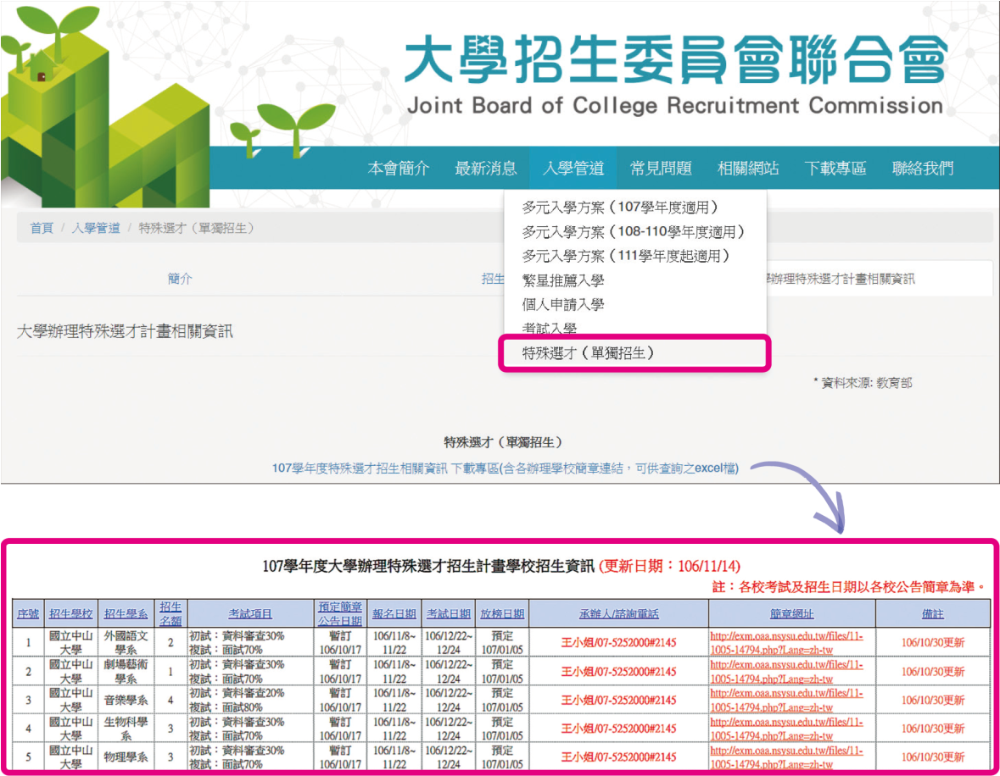 大學招生委員會聯合會
Joint Board of College Recruitment Commission
本會簡介 最新消息 入學管道 常見問題 相關網站 下載專區 聯絡我們
多元入學方案（107學年度適用）
多元入學方案（108-110學年度適用）
多元入學方案（111學年度起適用）
繁星推薦入學
個人申請入學
考試入學
特殊選才（單獨招生）
首頁 / 入學管道 / 特殊選才（單獨招生）
簡介 招生 辦理特殊選才計畫相關資訊
大學辦理特殊選才計畫相關資訊
* 資料來源: 教育部
特殊選才（單獨招生）
107學年度特殊選才招生相關資訊 下載專區(含各辦理學校簡章連結，可供查詢之excel檔)
107學年度大學辦理特殊選才招生計畫學校招生資訊 (更新日期：106/11/14)
註：各校考試及招生日期以各校公告簡章為準。
序號 招生學校 招生學系 招生名額 考試項目 預定簡章公告日期 報名日期 考試日期 放榜日期 承辦人/諮詢電話 簡章網址 備註
1 國立中山大學 外國語文學系 2 初試：資料審查30% 複試：面試70% 暫訂106/10/17 106/11/8~11/22 106/12/22~12/24 預定107/01/05 王小姐/07-5252000#2145 http://exm.oaa.nsysu.edu.tw/files/11-1005-14794.php?Lang=zh-tw 106/10/30更新
2 國立中山大學 劇場藝術學系 1 初試：資料審查30% 複試：面試70% 暫訂106/10/17 106/11/8~11/22 106/12/22~12/24 預定107/01/05 王小姐/07-5252000#2145 http://exm.oaa.nsysu.edu.tw/files/11-1005-14794.php?Lang=zh-tw 106/10/30更新
3 國立中山大學 音樂學系 4 初試：資料審查20% 複試：面試80% 暫訂106/10/17 106/11/8~11/22 106/12/22~12/24 預定107/01/05 王小姐/07-5252000#2145 http://exm.oaa.nsysu.edu.tw/files/11-1005-14794.php?Lang=zh-tw 106/10/30更新
4 國立中山大學 生物科學系 3 初試：資料審查30% 複試：面試70% 暫訂106/10/17 106/11/8~11/22 106/12/22~12/24 預定107/01/05 王小姐/07-5252000#2145 http://exm.oaa.nsysu.edu.tw/files/11-1005-14794.php?Lang=zh-tw 106/10/30更新
5 國立中山大學 物理學系 3 初試：資料審查30% 複試：面試70% 暫訂106/10/17 106/11/8~11/22 106/12/22~12/24 預定107/01/05 王小姐/07-5252000#2145 http://exm.oaa.nsysu.edu.tw/files/11-1005-14794.php?Lang=zh-tw 106/10/30更新